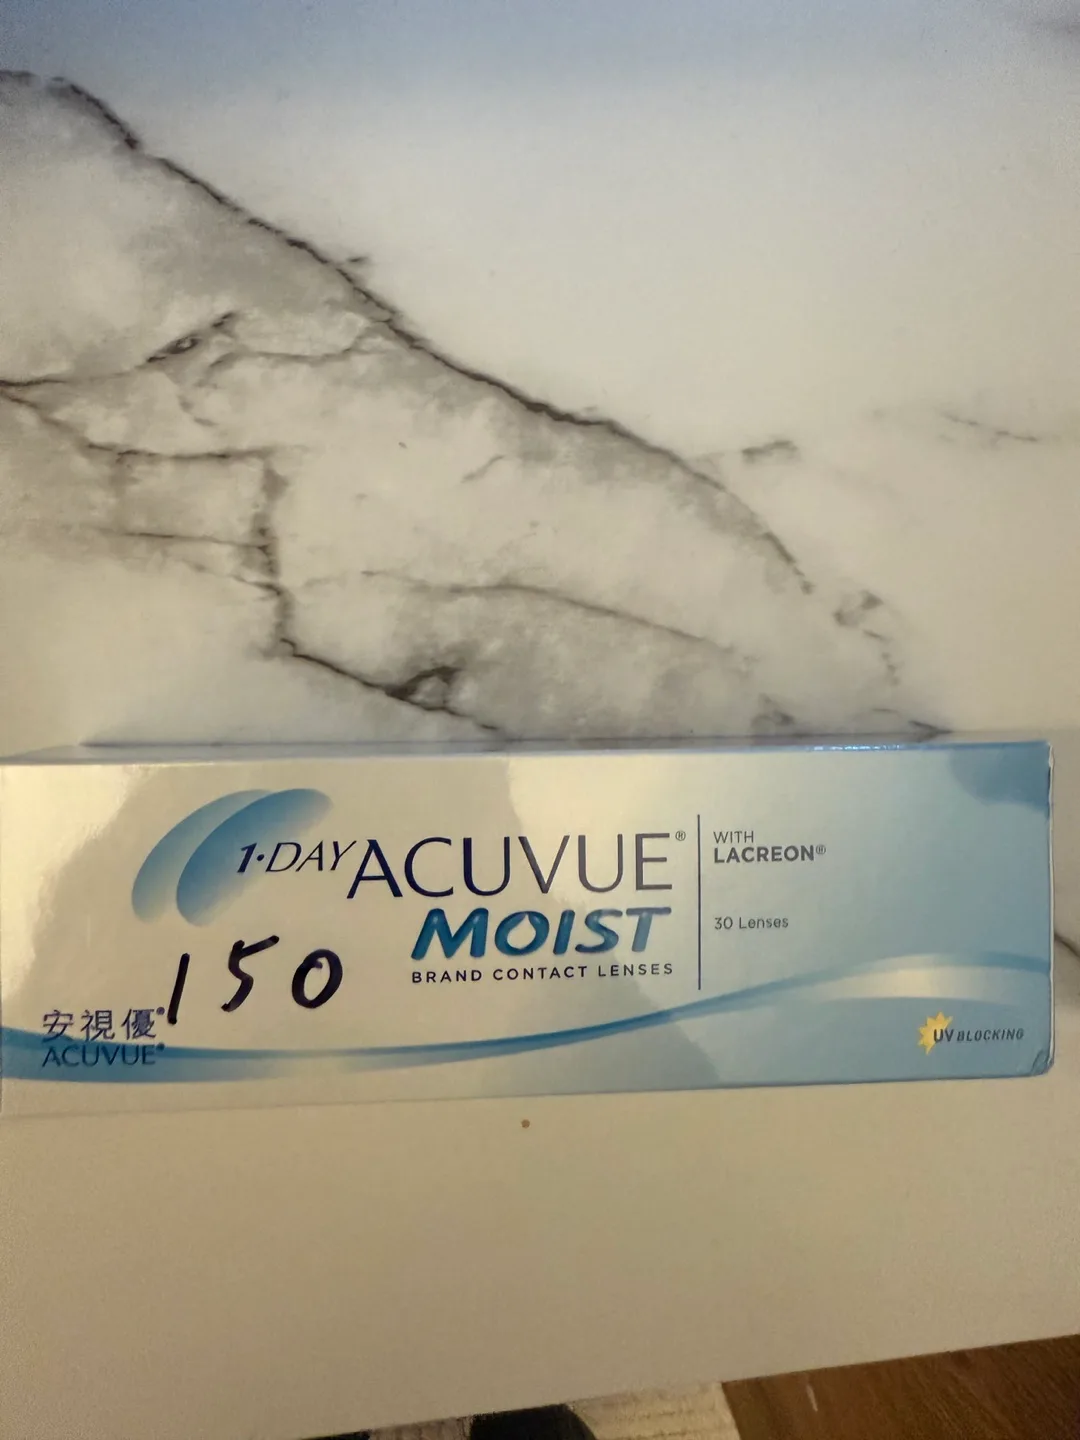 1·DAY ACUVUE®
MOIST
BRAND CONTACT LENSES
WITH
LACREON®
30 Lenses
150
安視優®
ACUVUE®
UV BLOCKING